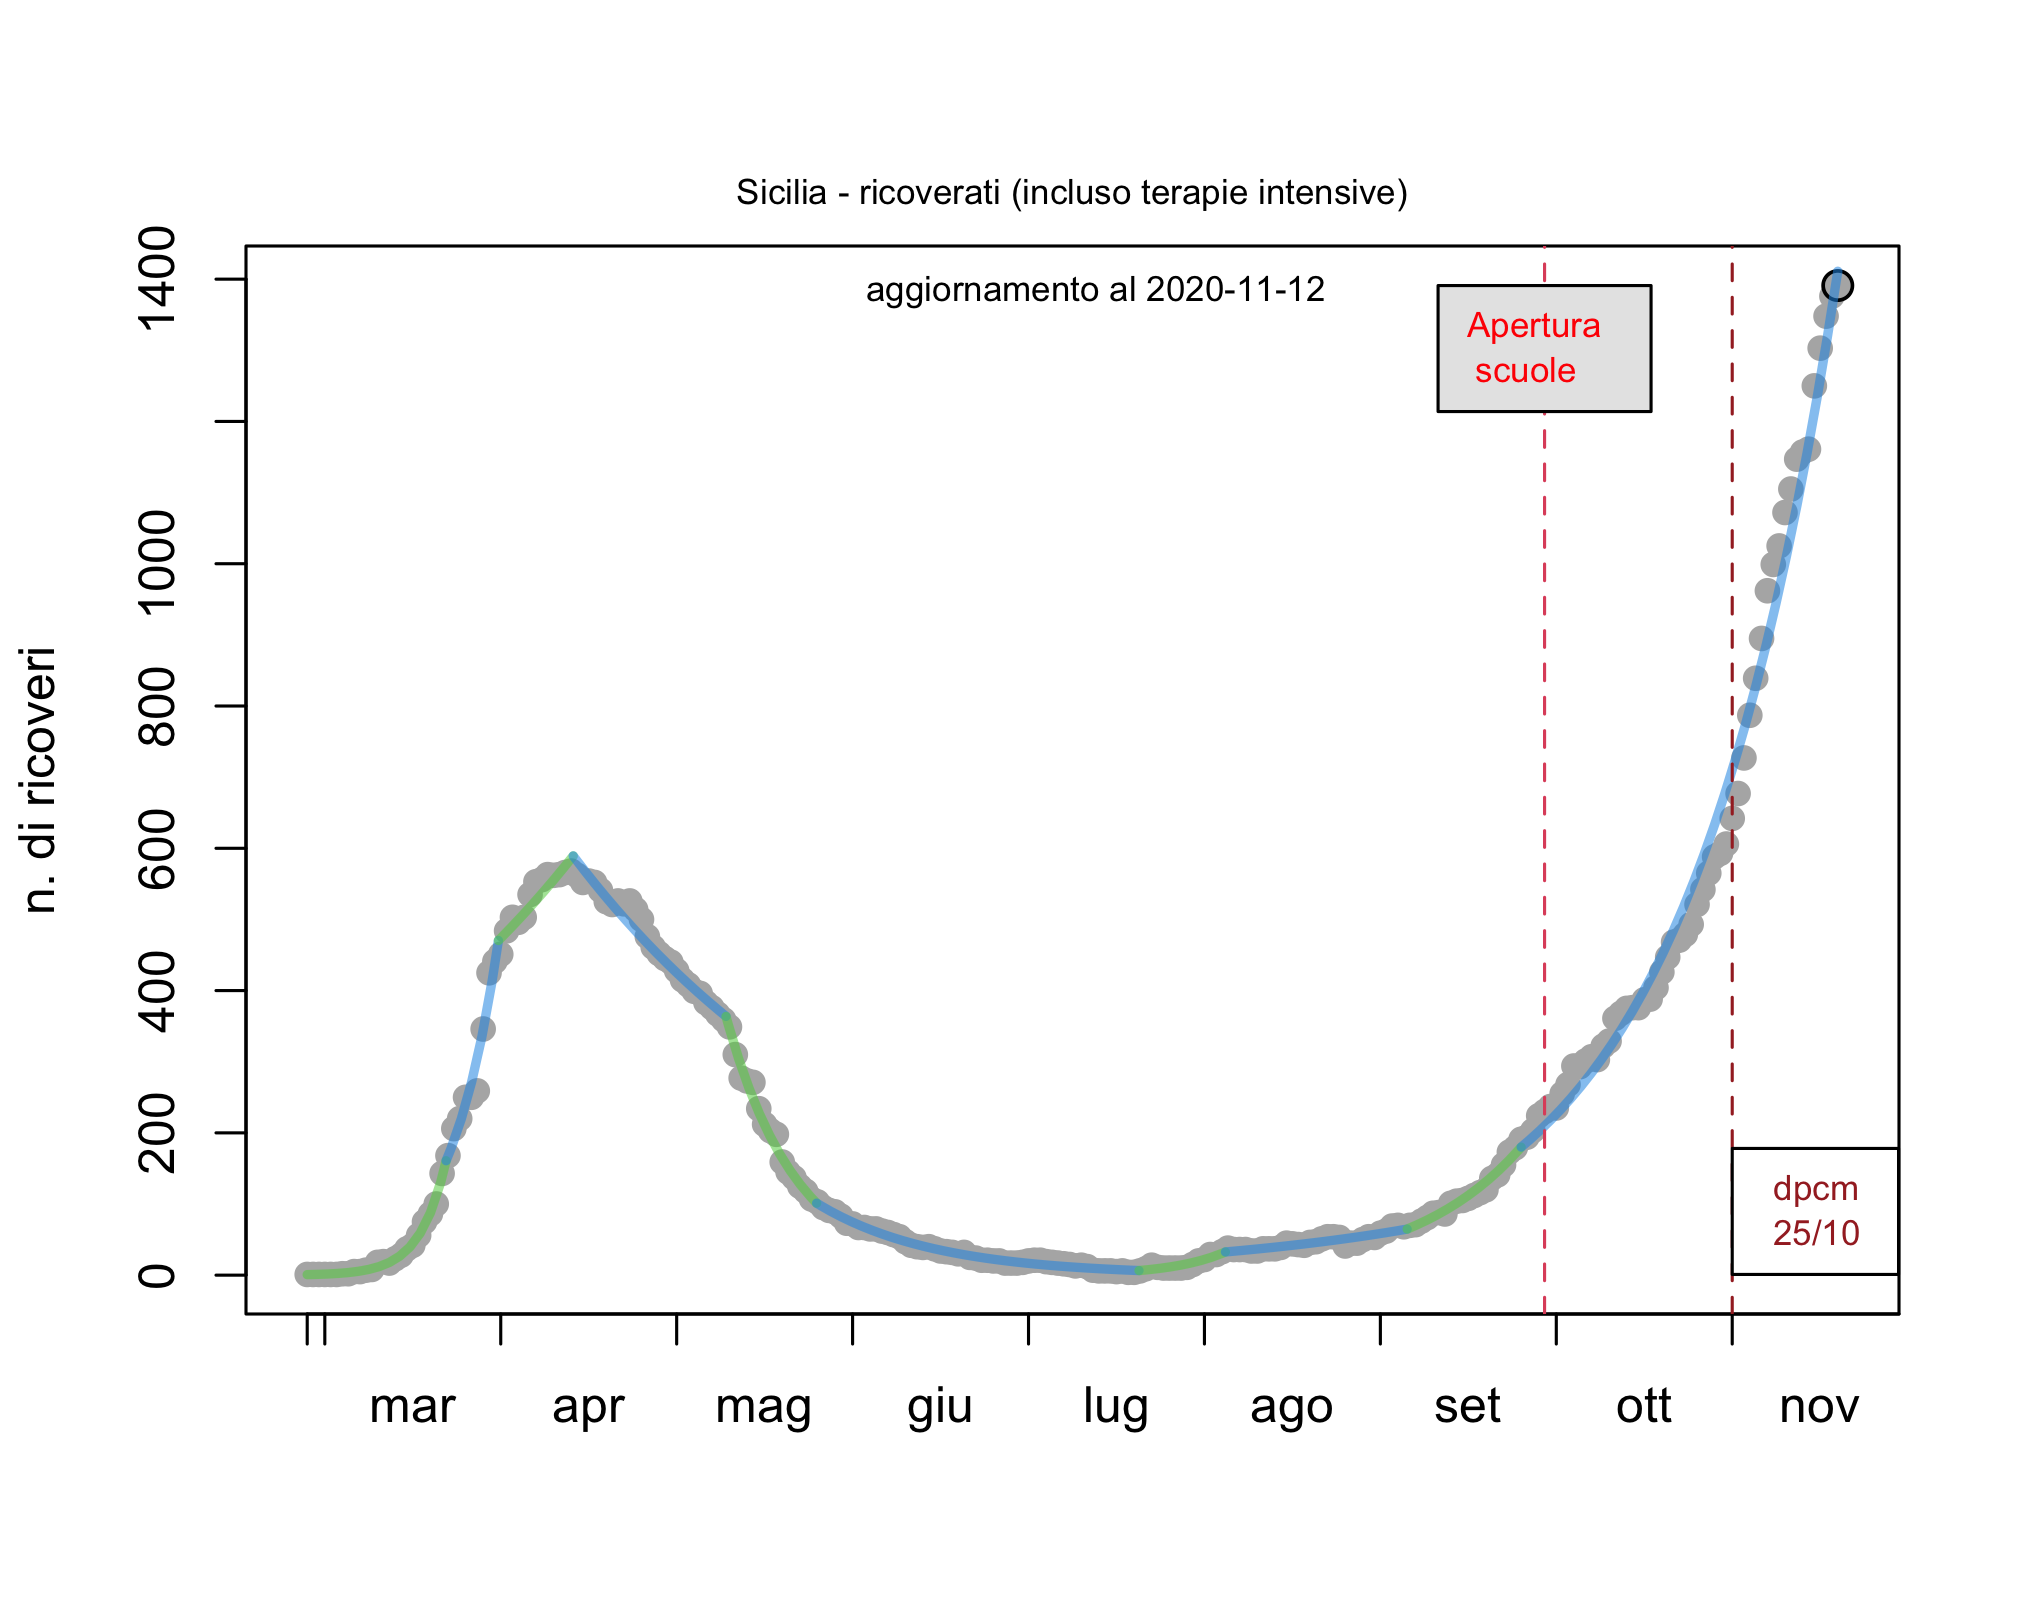 Sicilia - ricoverati (incluso terapie intensive)
aggiornamento al 2020-11-12
Apertura
scuole
n. di ricoveri
1400
1000
800
600
400
200
0
dpcm
25/10
mar apr mag giu lug ago set ott nov